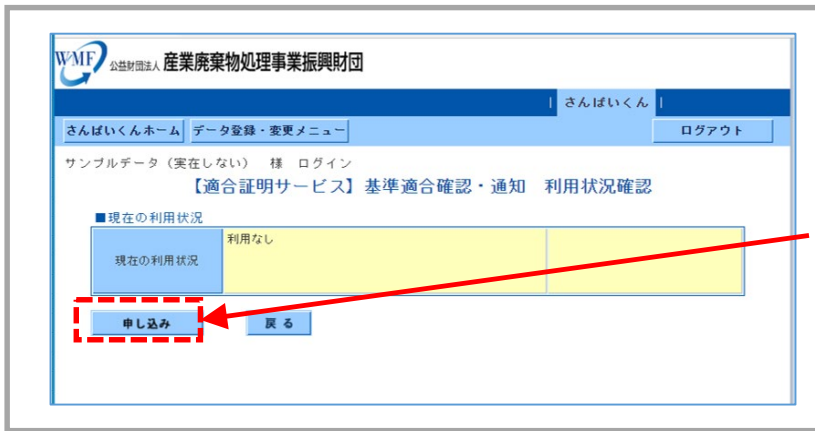 WMF 公益財団法人 産業廃棄物処理事業振興財団
| さんぱいくん |
さんぱいくんホーム データ登録・変更メニュー ログアウト
サンプルデータ（実在しない） 様 ログイン
【適合証明サービス】基準適合確認・通知 利用状況確認
■現在の利用状況
現在の利用状況 利用なし
申し込み 戻る